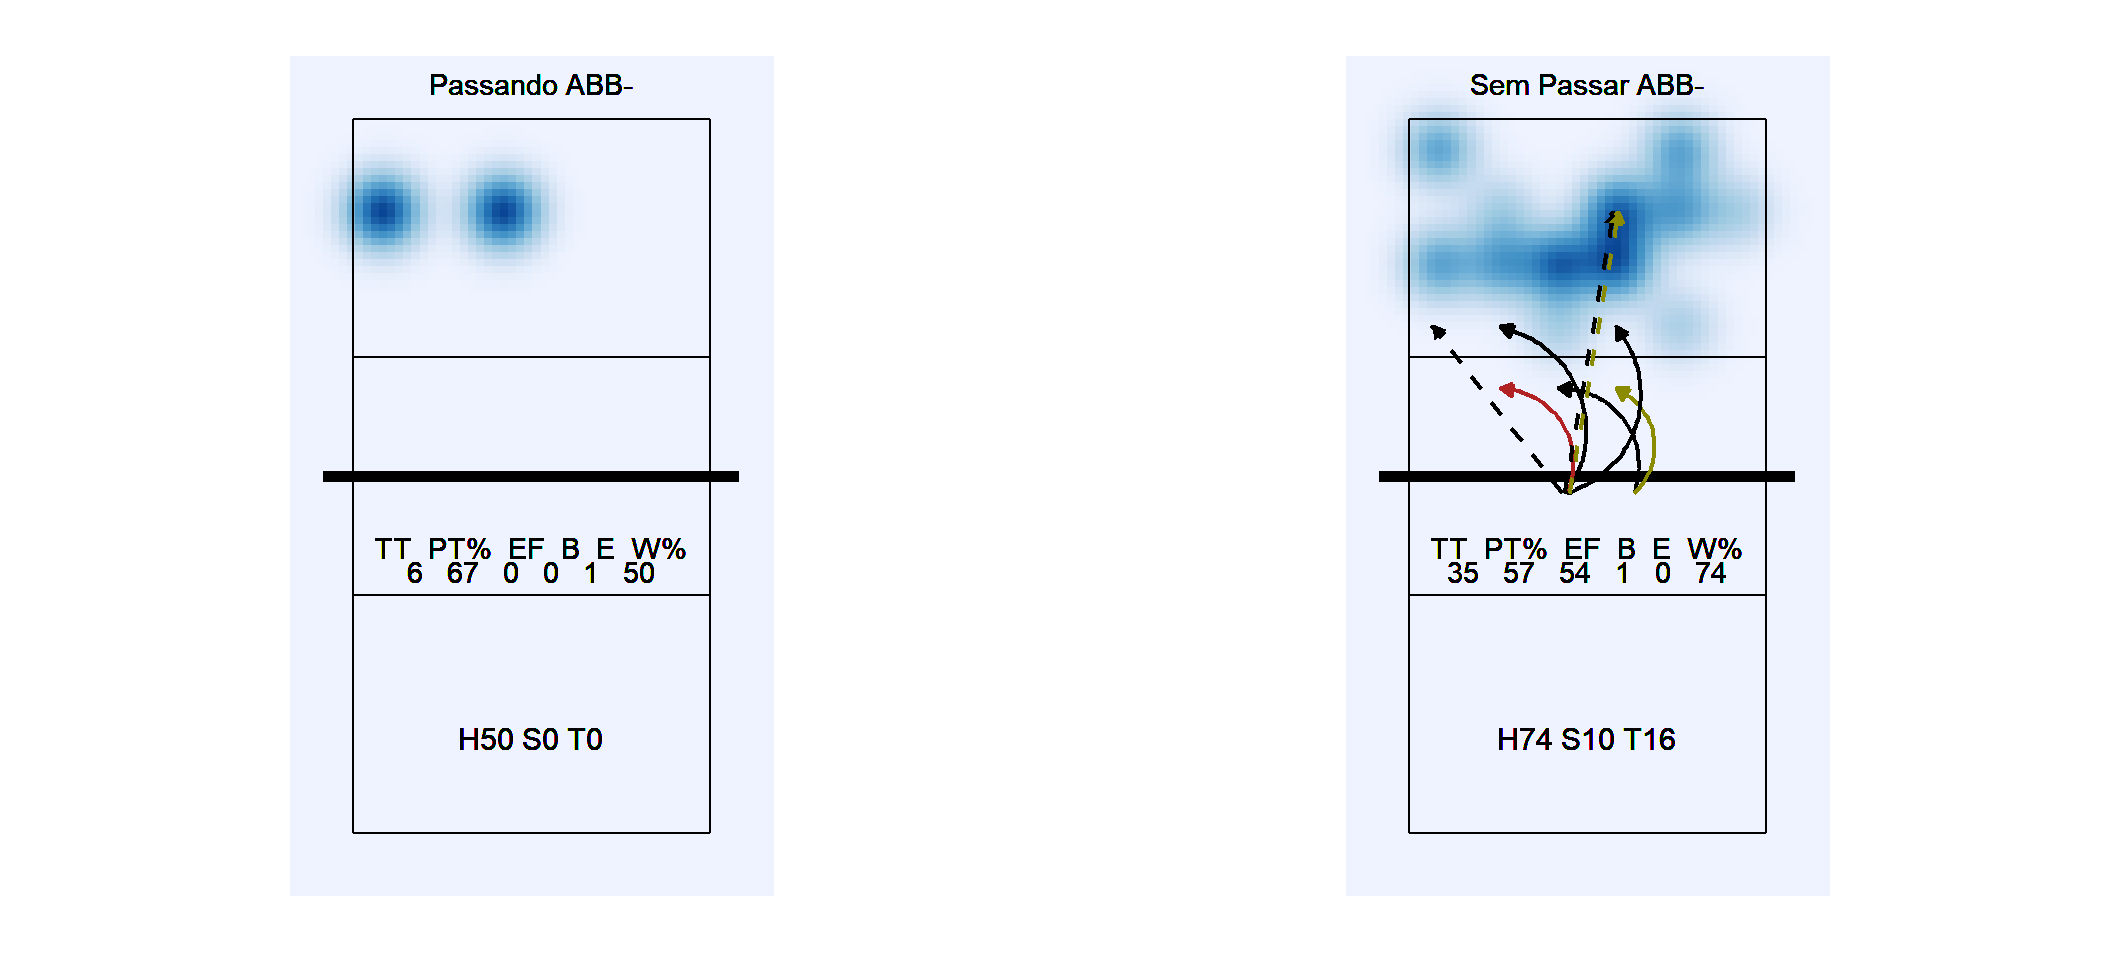 Passando ABB-
TT PT% EF B E W%
6 67 0 0 1 50
H50 S0 T0
Sem Passar ABB-
TT PT% EF B E W%
35 57 54 1 0 74
H74 S10 T16